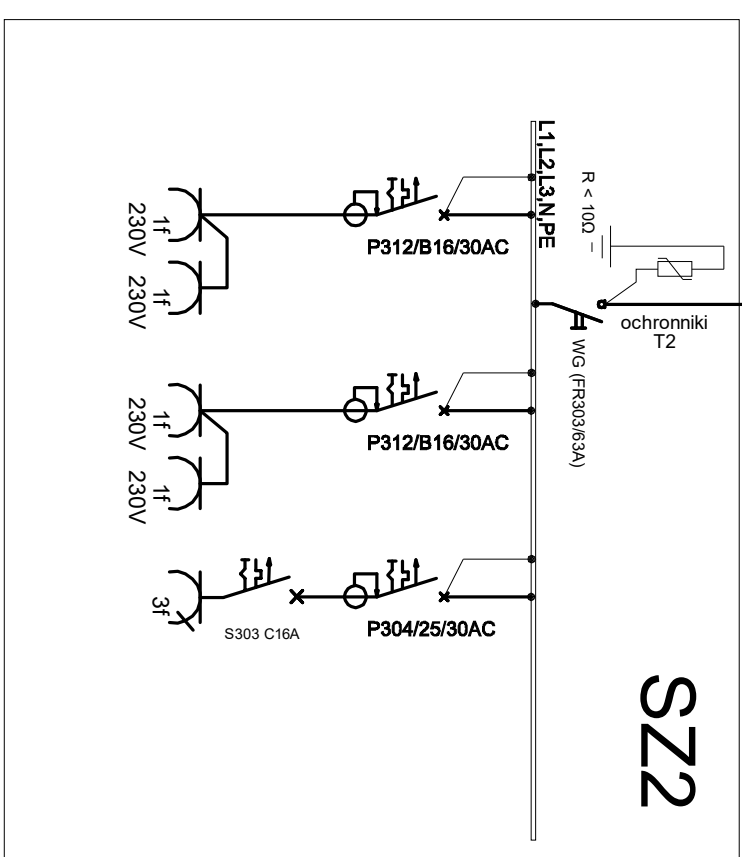 SZ2
L1,L2,L3,N,PE
R < 10Ω
ochronniki
T2
WG (FR303/63A)
P312/B16/30AC
1f
230V
1f
230V
P312/B16/30AC
1f
230V
1f
230V
P304/25/30AC
S303 C16A
3f